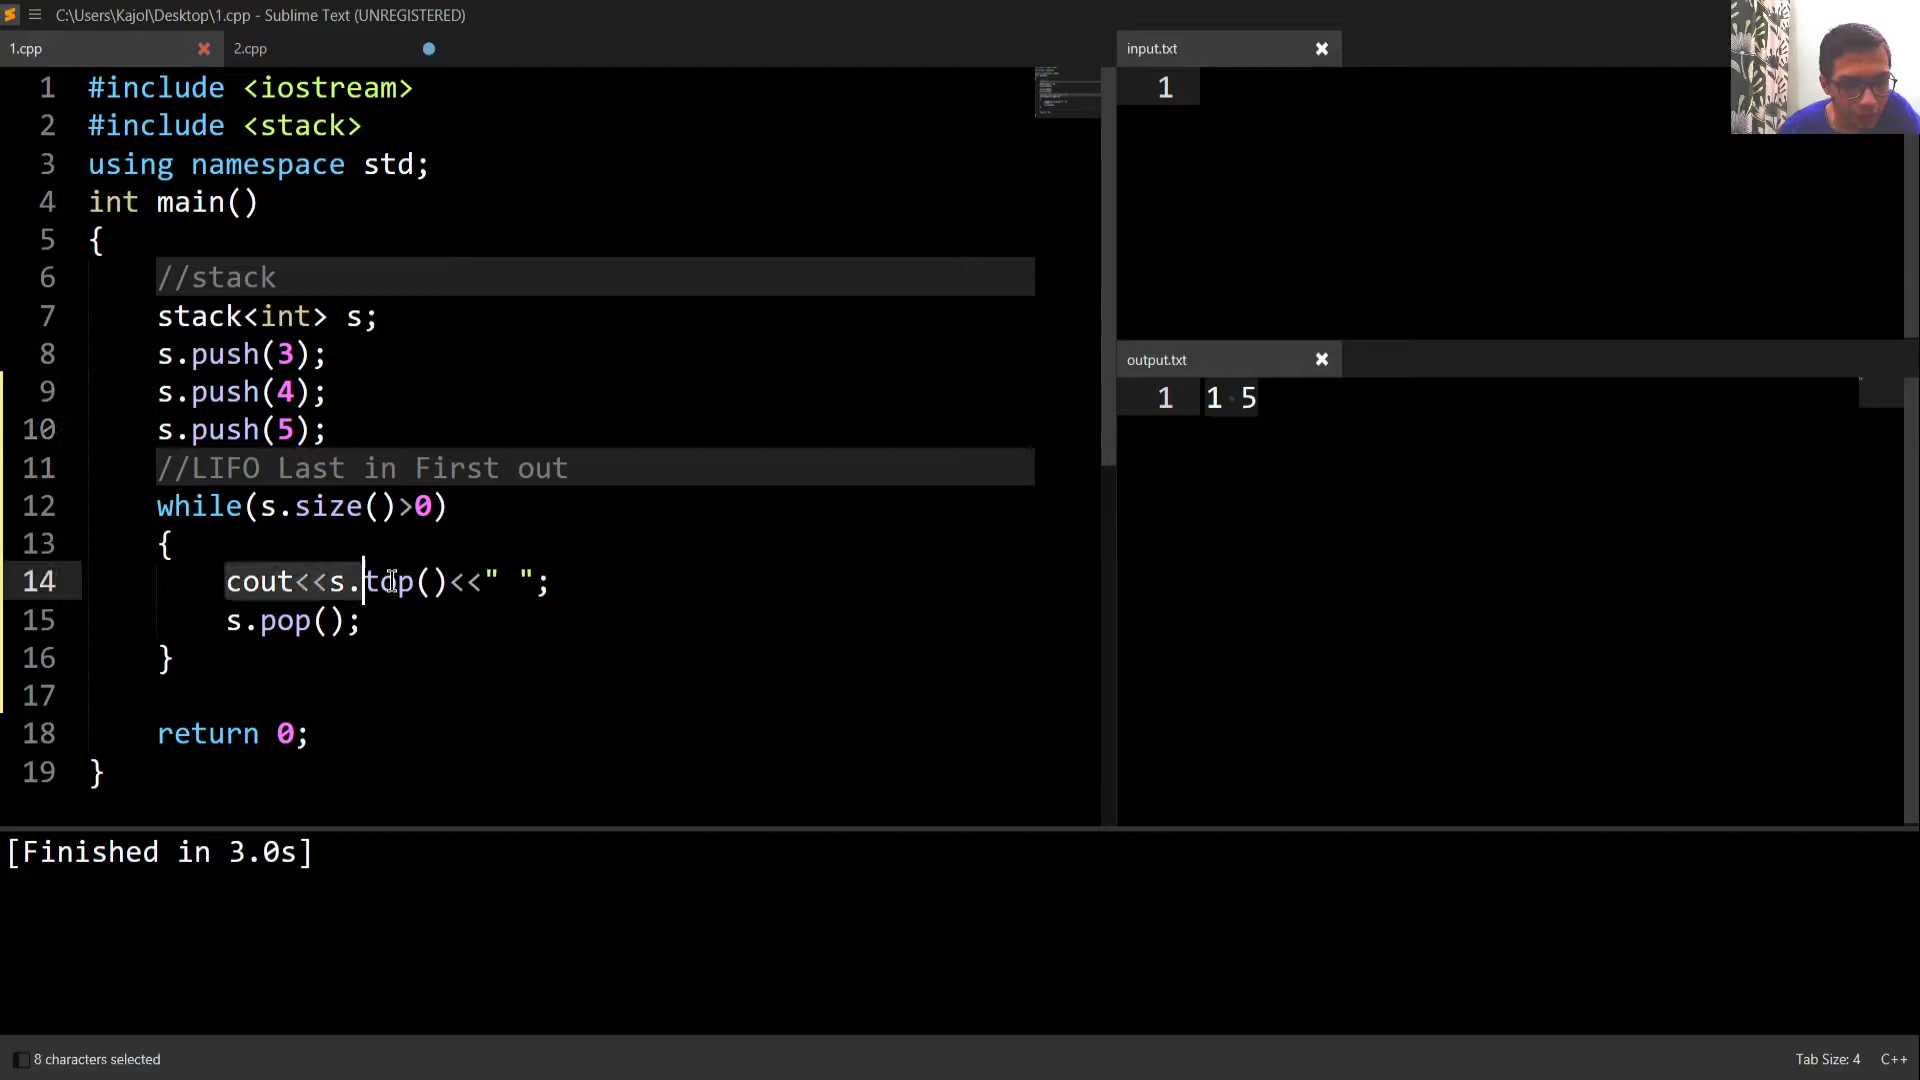 C:\Users\Kajol\Desktop\1.cpp - Sublime Text (UNREGISTERED)
1.cpp
2.cpp
1 #include <iostream>
2 #include <stack>
3 using namespace std;
4 int main()
5 {
6 //stack
7 stack<int> s;
8 s.push(3);
9 s.push(4);
10 s.push(5);
11 //LIFO Last in First out
12 while(s.size()>0)
13 {
14 cout<<s.top()<<" ";
15 s.pop();
16 }
17
18 return 0;
19 }
input.txt
1
output.txt
1 1 5
[Finished in 3.0s]
8 characters selected
Tab Size: 4
C++